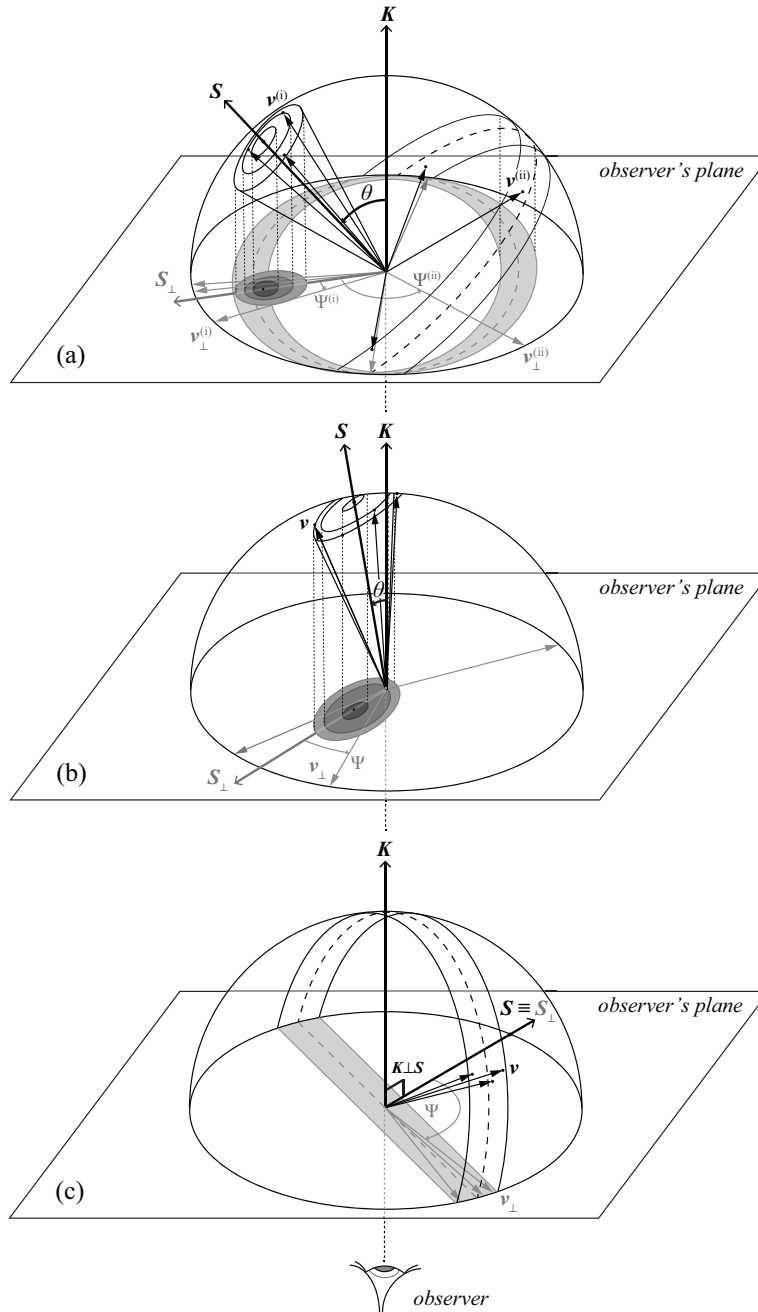 K
S
v(i)
observer's plane
θ
v(ii)
S⊥
Ψ(i)
Ψ(ii)
v⊥(i)
(a)
v⊥(ii)
S
K
v
observer's plane
θ
(b)
S⊥
v⊥
Ψ
K
observer's plane
S ≡ S⊥
K⊥S
v
Ψ
(c)
v⊥
observer